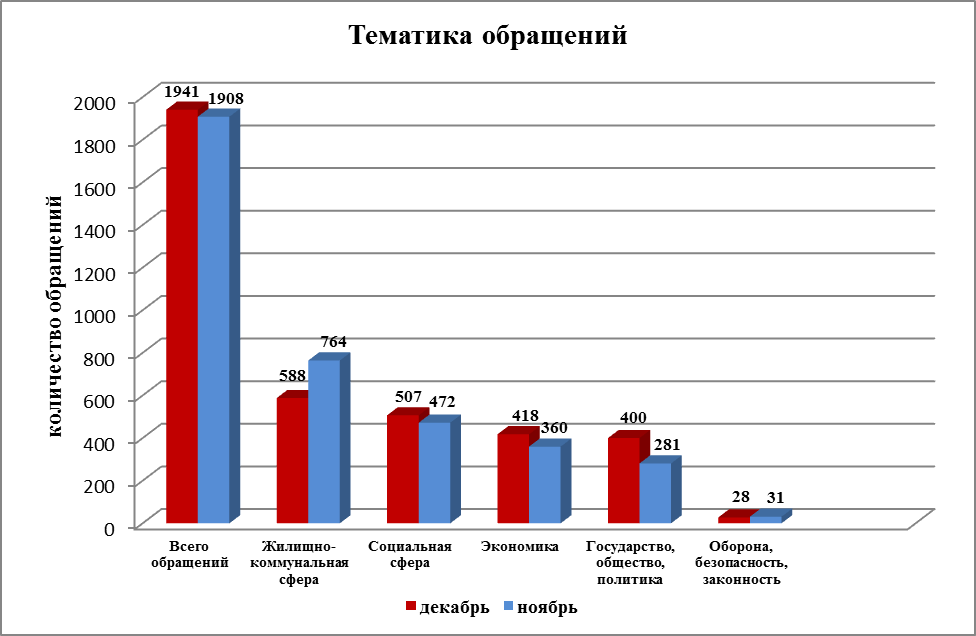 Тематика обращений
количество обращений
2000
1800
1600
1400
1200
1000
800
600
400
200
0
1941
1908
588
764
507
472
418
360
400
281
28
31
Всего
обращений
Жилищно-
коммунальная
сфера
Социальная
сфера
Экономика
Государство,
общество,
политика
Оборона,
безопасность,
законность
декабрь
ноябрь